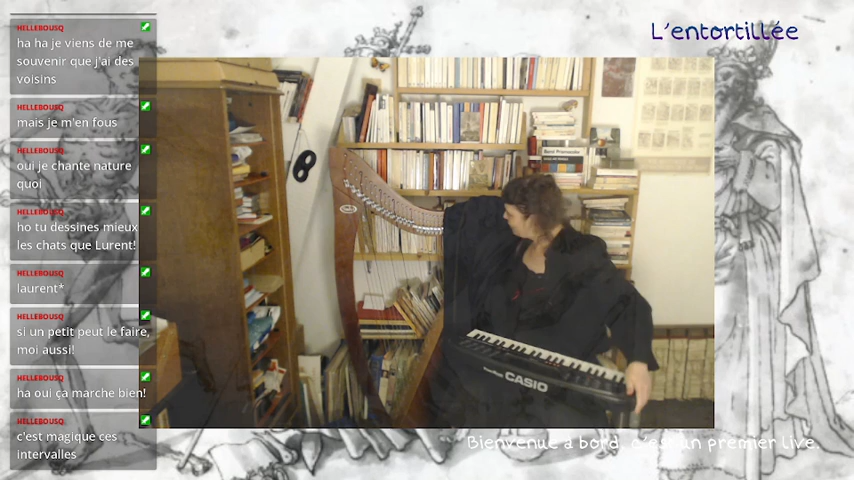 L'entortillée
HELLEBOUSQ
ha ha je viens de me
souvenir que j'ai des
voisins
HELLEBOUSQ
mais je m'en fous
HELLEBOUSQ
oui je chante nature
quoi
HELLEBOUSQ
ho tu dessines mieux
les chats que Lurent!
HELLEBOUSQ
laurent*
HELLEBOUSQ
si un petit peut le faire,
moi aussi!
HELLEBOUSQ
ha oui ça marche bien!
HELLEBOUSQ
c'est magique ces
intervalles
CASIO
Bienvenue à bord, c'est un premier live.